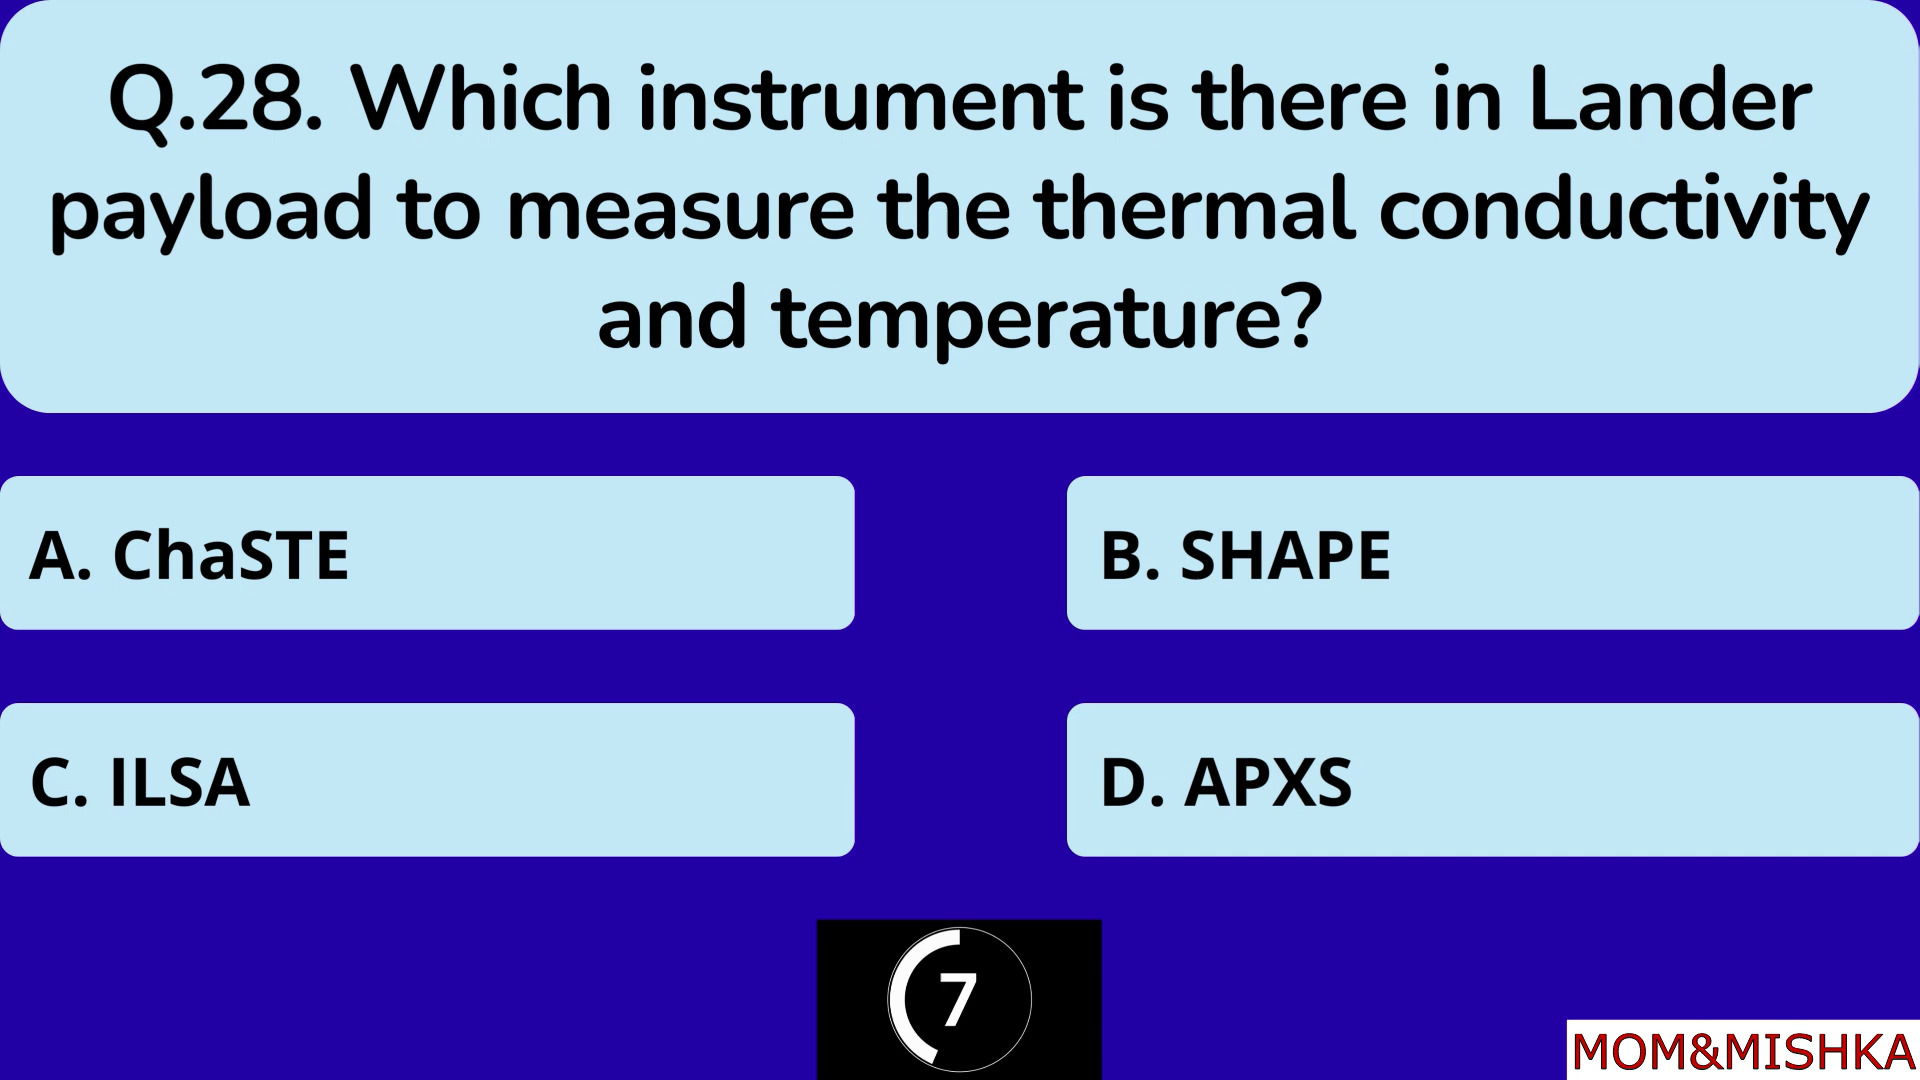 Q.28. Which instrument is there in Lander
payload to measure the thermal conductivity
and temperature?
A. ChaSTE
B. SHAPE
C. ILSA
D. APXS
7
MOM&MISHKA